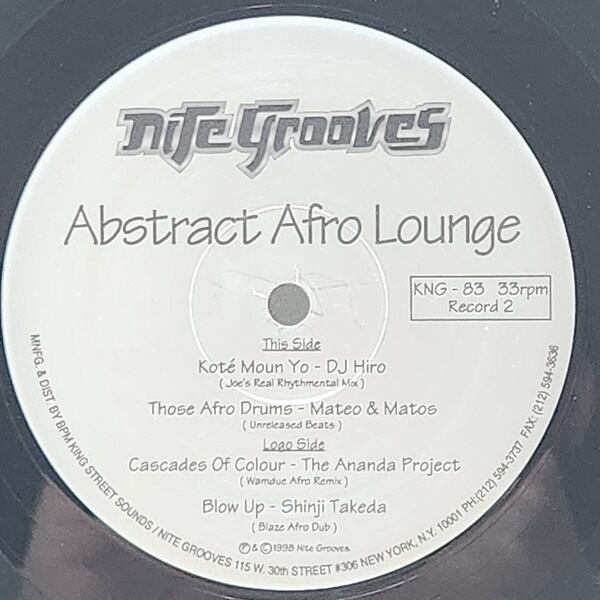 Nite Grooves
Abstract Afro Lounge
KNG - 83 33rpm
Record 2
This Side
Koté Moun Yo - DJ Hiro
( Joe's Real Rhythmental Mix )
Those Afro Drums - Mateo & Matos
( Unreleased Beats )
Logo Side
Cascades Of Colour - The Ananda Project
( Wamdue Afro Remix )
Blow Up - Shinji Takeda
( Blaze Afro Dub )
℗ & ©1998 Nite Grooves.
MNFG. & DIST. BY BPM KING STREET SOUNDS / NITE GROOVES 115 W. 30th STREET #306 NEW YORK, N.Y. 10001 PH:(212) 594-3737 FAX: (212) 594-3636